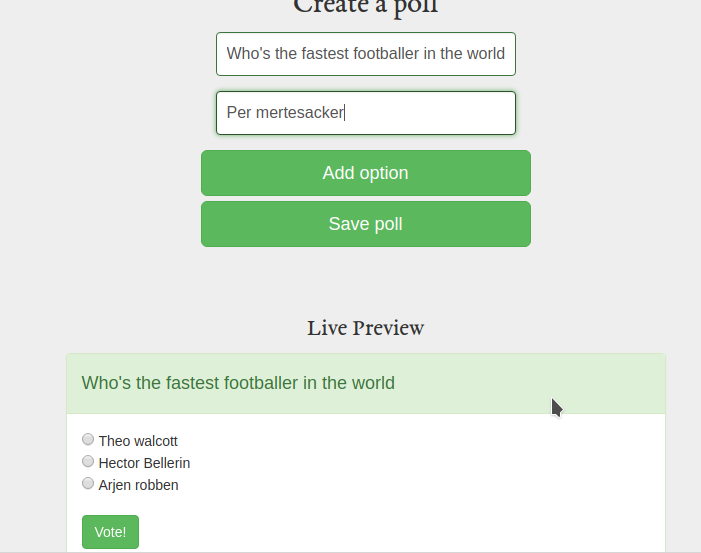 Create a poll
Who's the fastest footballer in the world
Per mertesacker
Add option
Save poll
Live Preview
Who's the fastest footballer in the world
Theo walcott
Hector Bellerin
Arjen robben
Vote!